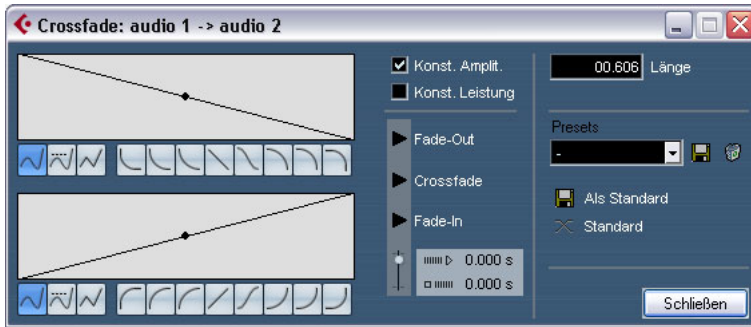 Crossfade: audio 1 -> audio 2
Konst. Amplit.
Konst. Leistung
00.606 Länge
Fade-Out
Crossfade
Fade-In
0.000 s
0.000 s
Presets
-
Als Standard
Standard
Schließen